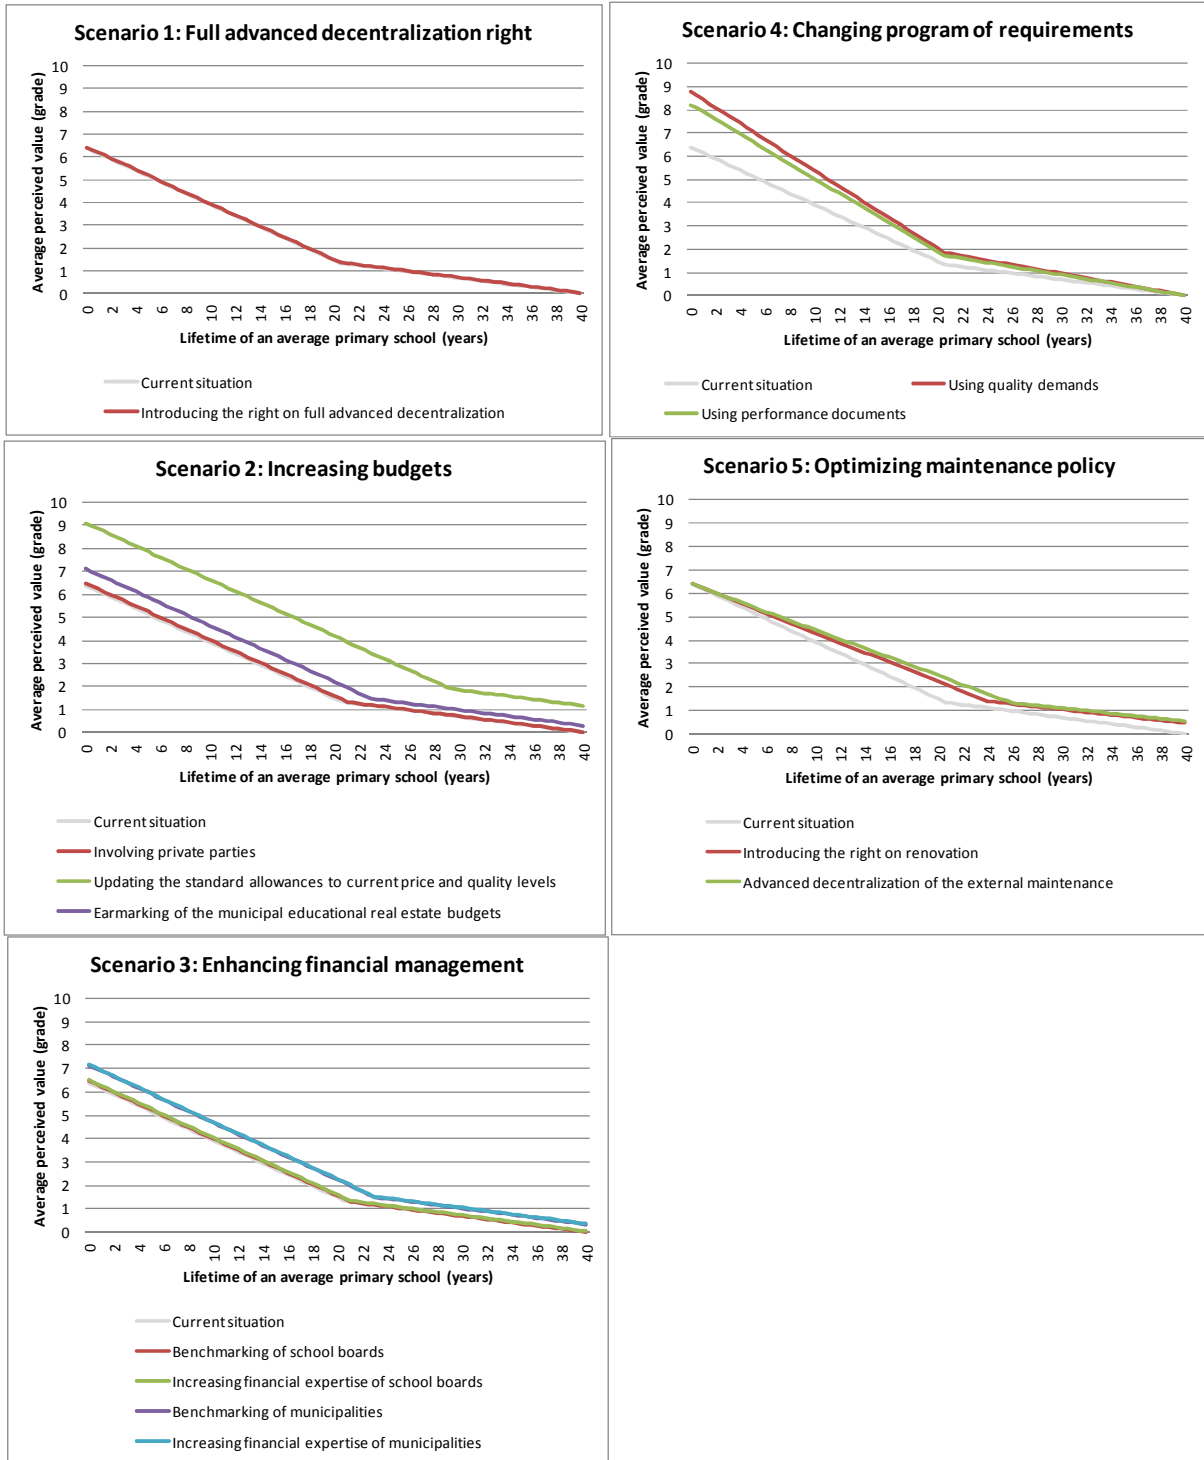 Scenario 1: Full advanced decentralization right
Average perceived value (grade)
10
9
8
7
6
5
4
3
2
1
0
0 2 4 6 8 10 12 14 16 18 20 22 24 26 28 30 32 34 36 38 40
Lifetime of an average primary school (years)
Current situation
Introducing the right on full advanced decentralization
Scenario 4: Changing program of requirements
Average perceived value (grade)
10
9
8
7
6
5
4
3
2
1
0
0 2 4 6 8 10 12 14 16 18 20 22 24 26 28 30 32 34 36 38 40
Lifetime of an average primary school (years)
Current situation
Using quality demands
Using performance documents
Scenario 2: Increasing budgets
Average perceived value (grade)
10
9
8
7
6
5
4
3
2
1
0
0 2 4 6 8 10 12 14 16 18 20 22 24 26 28 30 32 34 36 38 40
Lifetime of an average primary school (years)
Current situation
Involving private parties
Updating the standard allowances to current price and quality levels
Earmarking of the municipal educational real estate budgets
Scenario 5: Optimizing maintenance policy
Average perceived value (grade)
10
9
8
7
6
5
4
3
2
1
0
0 2 4 6 8 10 12 14 16 18 20 22 24 26 28 30 32 34 36 38 40
Lifetime of an average primary school (years)
Current situation
Introducing the right on renovation
Advanced decentralization of the external maintenance
Scenario 3: Enhancing financial management
Average perceived value (grade)
10
9
8
7
6
5
4
3
2
1
0
0 2 4 6 8 10 12 14 16 18 20 22 24 26 28 30 32 34 36 38 40
Lifetime of an average primary school (years)
Current situation
Benchmarking of school boards
Increasing financial expertise of school boards
Benchmarking of municipalities
Increasing financial expertise of municipalities